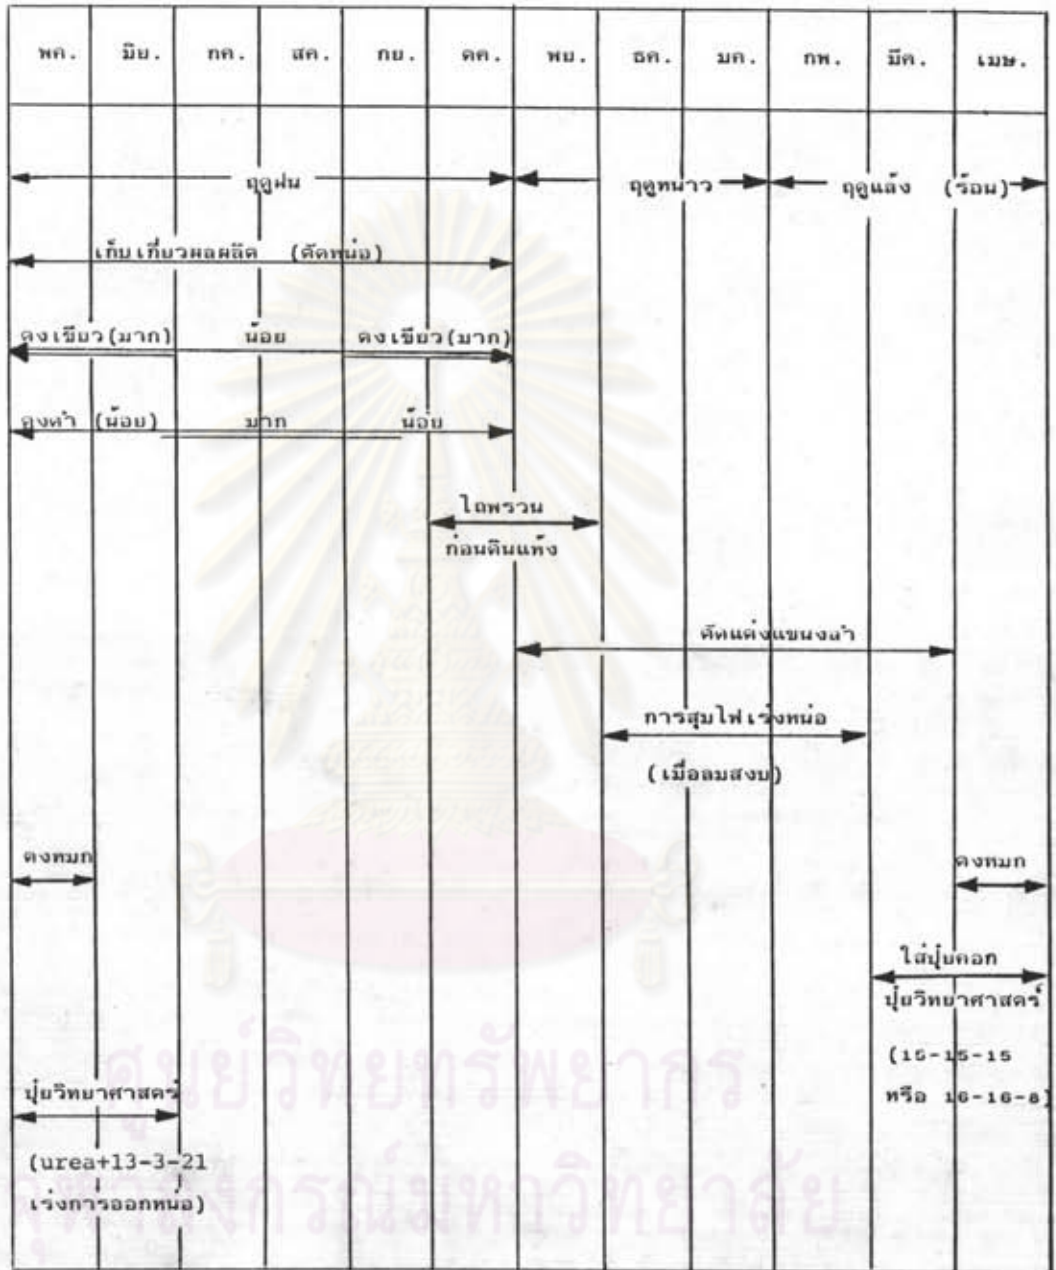 พค. มิย. กค. สค. กย. ตค. พย. ธค. มค. กพ. มีค. เมษ.
ฤดูฝน ฤดูหนาว ฤดูแล้ง (ร้อน)
เก็บเกี่ยวผลผลิต (ตัดหน่อ)
ตงเขียว(มาก) น้อย ตงเขียว(มาก)
ตงดำ (น้อย) มาก น้อย
ไถพรวน
ก่อนดินแห้ง
ตัดแต่งแขนงลำ
การสุมไฟเร่งหน่อ
(เมื่อลมสงบ)
ตงหมก ตงหมก
ใส่ปุ๋ยคอก
ปุ๋ยวิทยาศาสตร์
(15-15-15
หรือ 16-16-8)
ปุ๋ยวิทยาศาสตร์
(urea+13-3-21
เร่งการออกหน่อ)
ศูนย์วิทยทรัพยากร
จุฬาลงกรณ์มหาวิทยาลัย